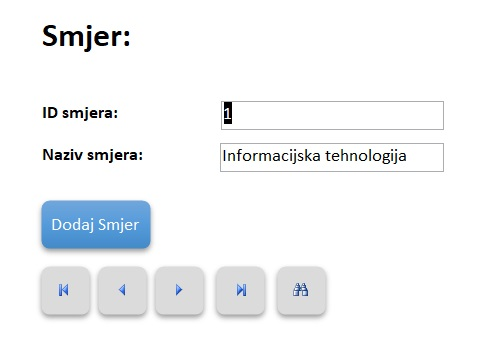 Smjer:
ID smjera: 1
Naziv smjera: Informacijska tehnologija
Dodaj Smjer